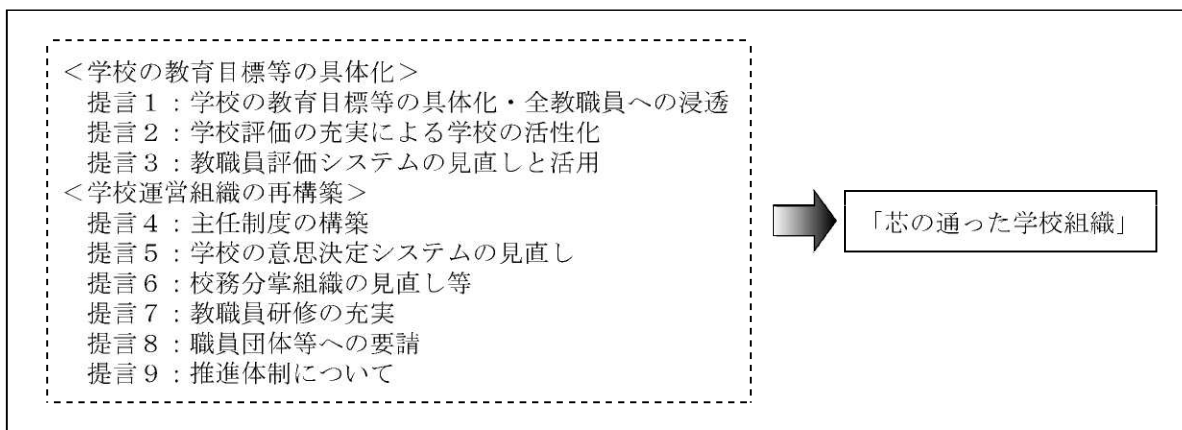 ＜学校の教育目標等の具体化＞
提言１：学校の教育目標等の具体化・全教職員への浸透
提言２：学校評価の充実による学校の活性化
提言３：教職員評価システムの見直しと活用
＜学校運営組織の再構築＞
提言４：主任制度の構築
提言５：学校の意思決定システムの見直し
提言６：校務分掌組織の見直し等
提言７：教職員研修の充実
提言８：職員団体等への要請
提言９：推進体制について
「芯の通った学校組織」